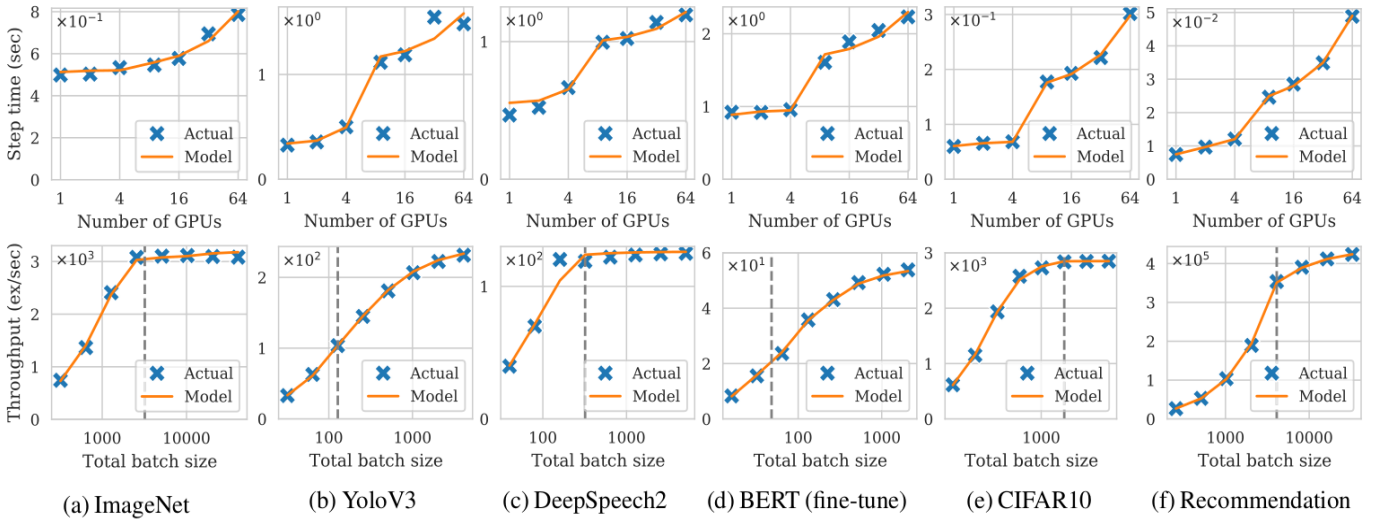 Step time (sec)
×10⁻¹
8
6
4
2
0
Actual
Model
1 4 16 64
Number of GPUs
×10⁰
1
0
Actual
Model
1 4 16 64
Number of GPUs
×10⁰
1
0
Actual
Model
1 4 16 64
Number of GPUs
×10⁰
2
1
0
Actual
Model
1 4 16 64
Number of GPUs
×10⁻¹
3
2
1
0
Actual
Model
1 4 16 64
Number of GPUs
×10⁻²
5
4
3
2
1
0
Actual
Model
1 4 16 64
Number of GPUs
Throughput (ex/sec)
×10³
3
2
1
0
Actual
Model
1000 10000
Total batch size
×10²
2
1
0
Actual
Model
100 1000
Total batch size
×10²
1
0
Actual
Model
100 1000
Total batch size
×10¹
6
4
2
0
Actual
Model
100 1000
Total batch size
×10³
3
2
1
0
Actual
Model
1000
Total batch size
×10⁵
4
3
2
1
0
Actual
Model
1000 10000
Total batch size
(a) ImageNet
(b) YoloV3
(c) DeepSpeech2
(d) BERT (fine-tune)
(e) CIFAR10
(f) Recommendation